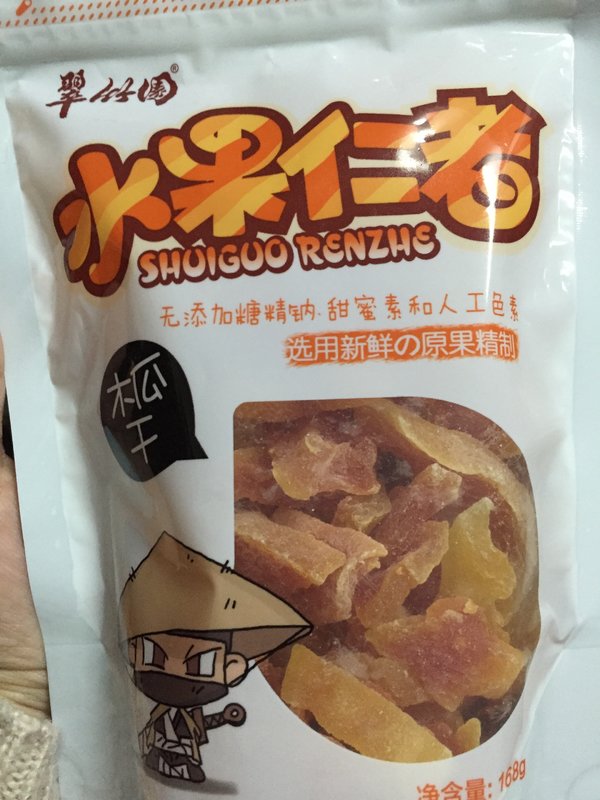 翠竹園®
水果仁者
SHUIGUO RENZHE
无添加糖精钠·甜蜜素和人工色素
选用新鲜の原果精制
木瓜
干
净含量: 168g